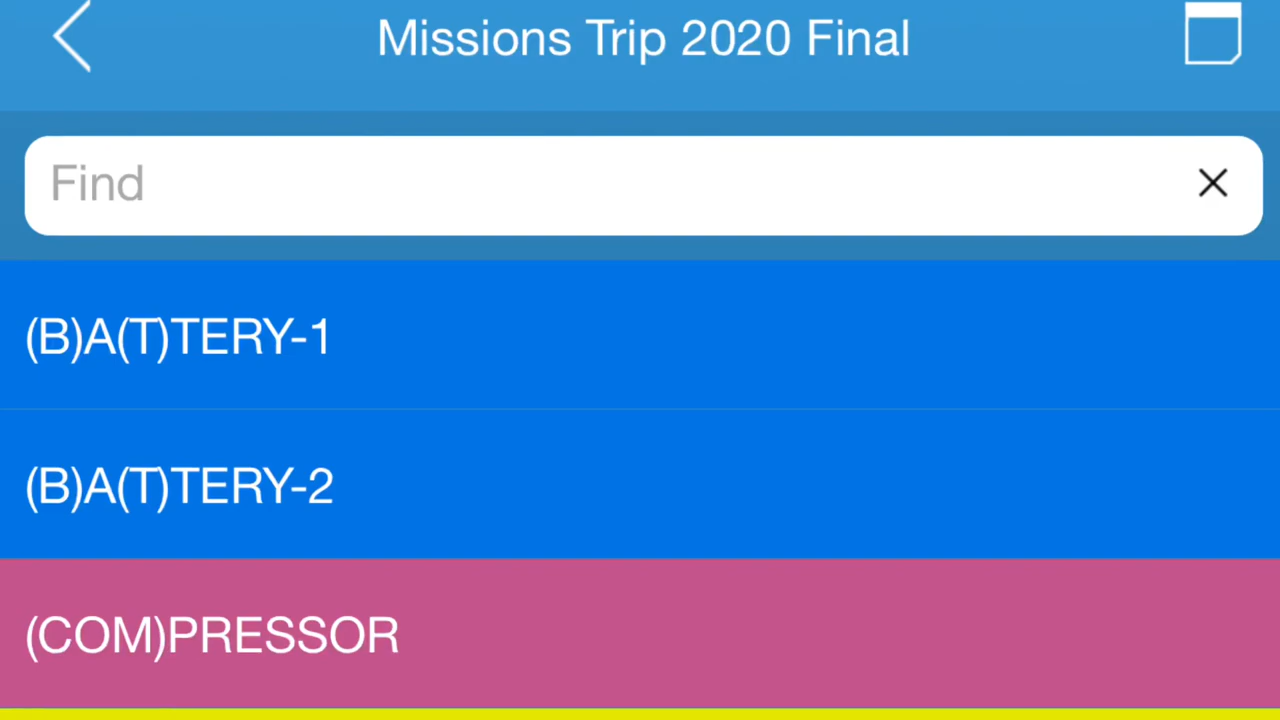 Missions Trip 2020 Final
Find
(B)A(T)TERY-1
(B)A(T)TERY-2
(COM)PRESSOR